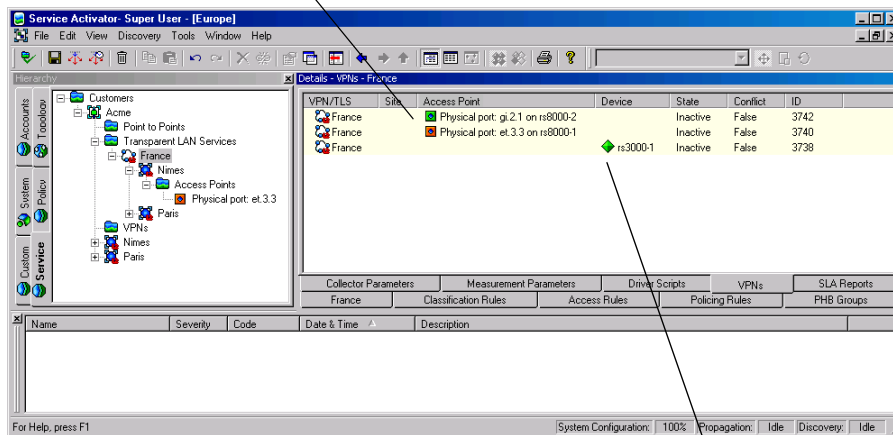 Service Activator- Super User - [Europe]
File Edit View Discovery Tools Window Help
Hierarchy
Details - VPNs - France
Accounts
Topology
System
Policy
Custom
Service
Customers
Acme
Point to Points
Transparent LAN Services
France
Nimes
Access Points
Physical port: et.3.3
Paris
VPNs
Nimes
Paris
VPN/TLS Site Access Point Device State Conflict ID
France Physical port: gi.2.1 on rs8000-2 Inactive False 3742
France Physical port: et.3.3 on rs8000-1 Inactive False 3740
France rs3000-1 Inactive False 3738
Collector Parameters Measurement Parameters Driver Scripts VPNs SLA Reports
France Classification Rules Access Rules Policing Rules PHB Groups
Name Severity Code Date & Time Description
For Help, press F1 System Configuration: 100% Propagation: Idle Discovery: Idle